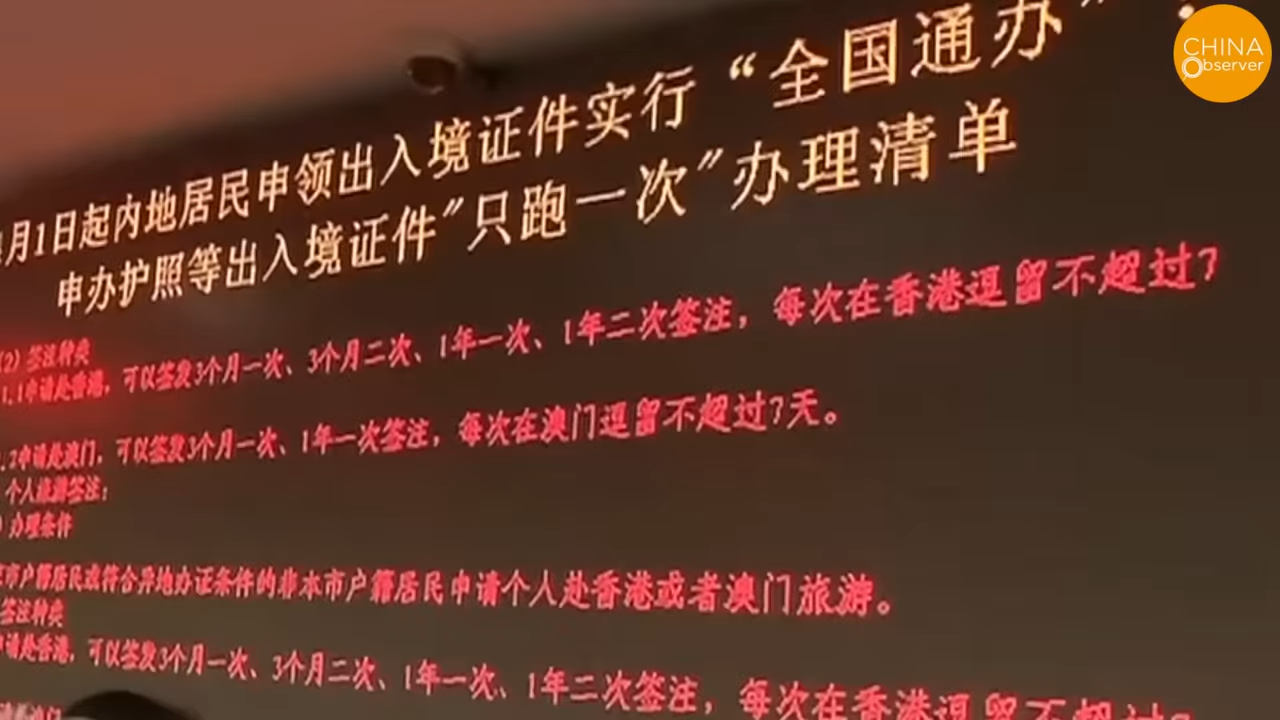 CHINA
Observer
月1日起内地居民申领出入境证件实行“全国通办”
申办护照等出入境证件"只跑一次"办理清单
(2) 签注种类
1.1申请赴香港，可以签发3个月一次、3个月二次、1年一次、1年二次签注，每次在香港逗留不超过7
.2申请赴澳门，可以签发3个月一次、1年一次签注，每次在澳门逗留不超过7天。
个人旅游签注：
办理条件
市户籍居民或符合异地办证条件的非本市户籍居民申请个人赴香港或者澳门旅游。
签注种类
申请赴香港，可以签发3个月一次、3个月二次、1年一次、1年二次签注，每次在香港逗留不超过7